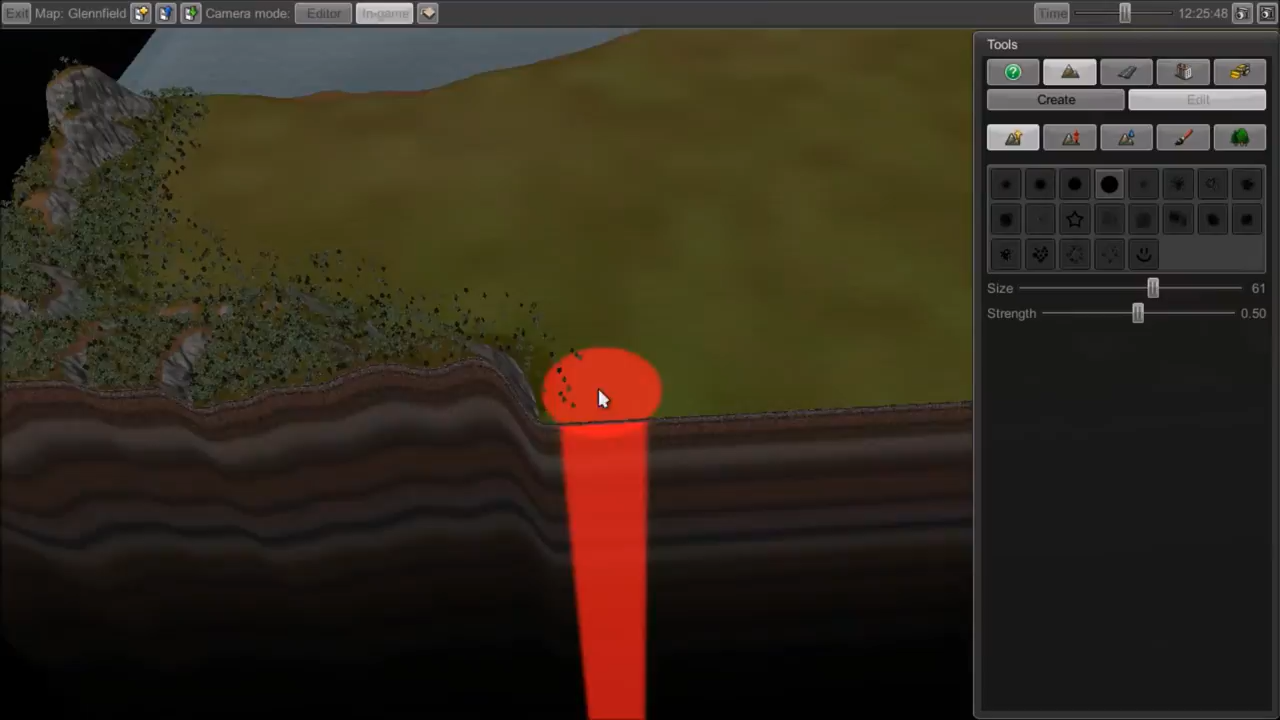 Exit Map: Glennfield Camera mode: Editor In-game Time 12:25:48
Tools
Create Edit
Size 61
Strength 0.50